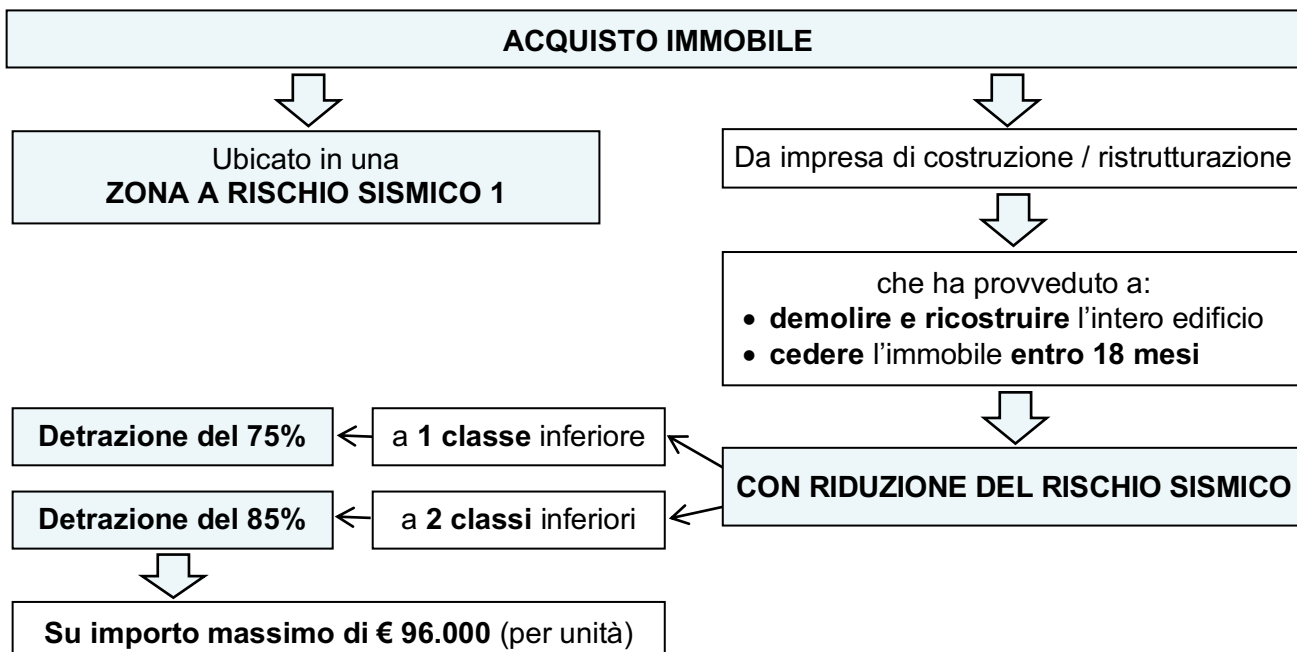 ACQUISTO IMMOBILE
Ubicato in una
ZONA A RISCHIO SISMICO 1
Da impresa di costruzione / ristrutturazione
che ha provveduto a:
• demolire e ricostruire l’intero edificio
• cedere l’immobile entro 18 mesi
CON RIDUZIONE DEL RISCHIO SISMICO
a 1 classe inferiore
Detrazione del 75%
a 2 classi inferiori
Detrazione del 85%
Su importo massimo di € 96.000 (per unità)